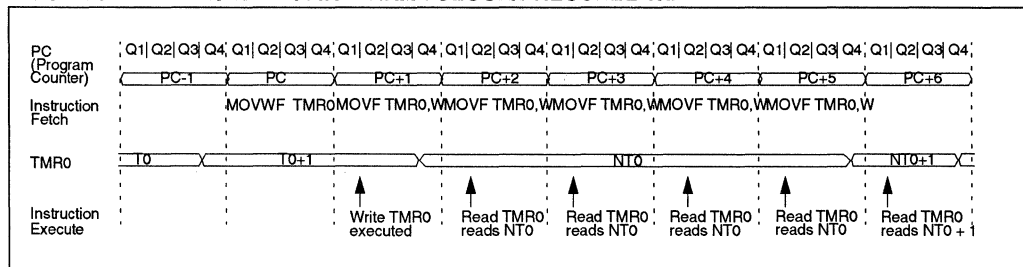 PC
(Program
Counter)
Q1 Q2 Q3 Q4 Q1 Q2 Q3 Q4 Q1 Q2 Q3 Q4 Q1 Q2 Q3 Q4 Q1 Q2 Q3 Q4 Q1 Q2 Q3 Q4 Q1 Q2 Q3 Q4 Q1 Q2 Q3 Q4
PC-1 PC PC+1 PC+2 PC+3 PC+4 PC+5 PC+6
Instruction
Fetch
MOVWF TMR0 MOVF TMR0,W MOVF TMR0,W MOVF TMR0,W MOVF TMR0,W MOVF TMR0,W
TMR0
T0 T0+1 NT0 NT0+1
Instruction
Execute
Write TMR0
executed
Read TMR0
reads NT0
Read TMR0
reads NT0
Read TMR0
reads NT0
Read TMR0
reads NT0
Read TMR0
reads NT0 + 1